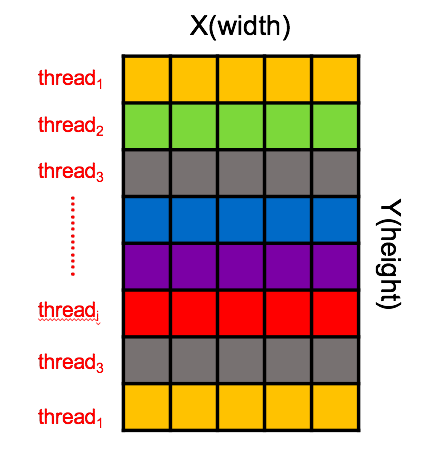 X(width)
thread₁
thread₂
thread₃
threadᵢ
thread₃
thread₁
Y(height)